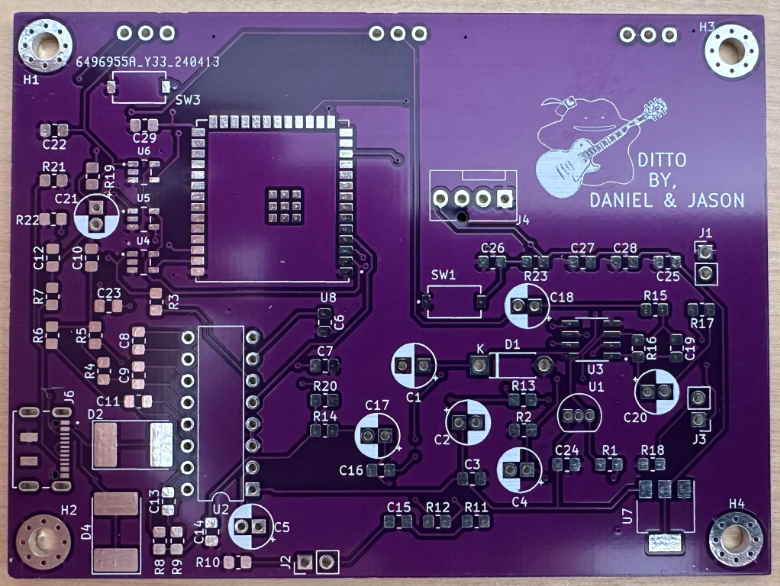 H1
H3
6496955A_Y33_240413
SW3
C22
C29
U6
R21
R19
DITTO
BY,
DANIEL & JASON
C21
U5
R22
J4
U4
J1
C12
C10
C26
R23
C27
C28
C25
SW1
R7
C23
R3
U8
C18
R15
R17
R6
R5
C8
C6
K
D1
R16
C19
U3
R4
C9
C7
C1
U1
J6
C11
R20
R13
C20
D2
R14
C17
C2
R2
J3
C16
C3
C4
C24
R1
R18
H2
D4
C13
U2
C14
C5
C15
R12
R11
U7
H4
R8
R9
R10
J2